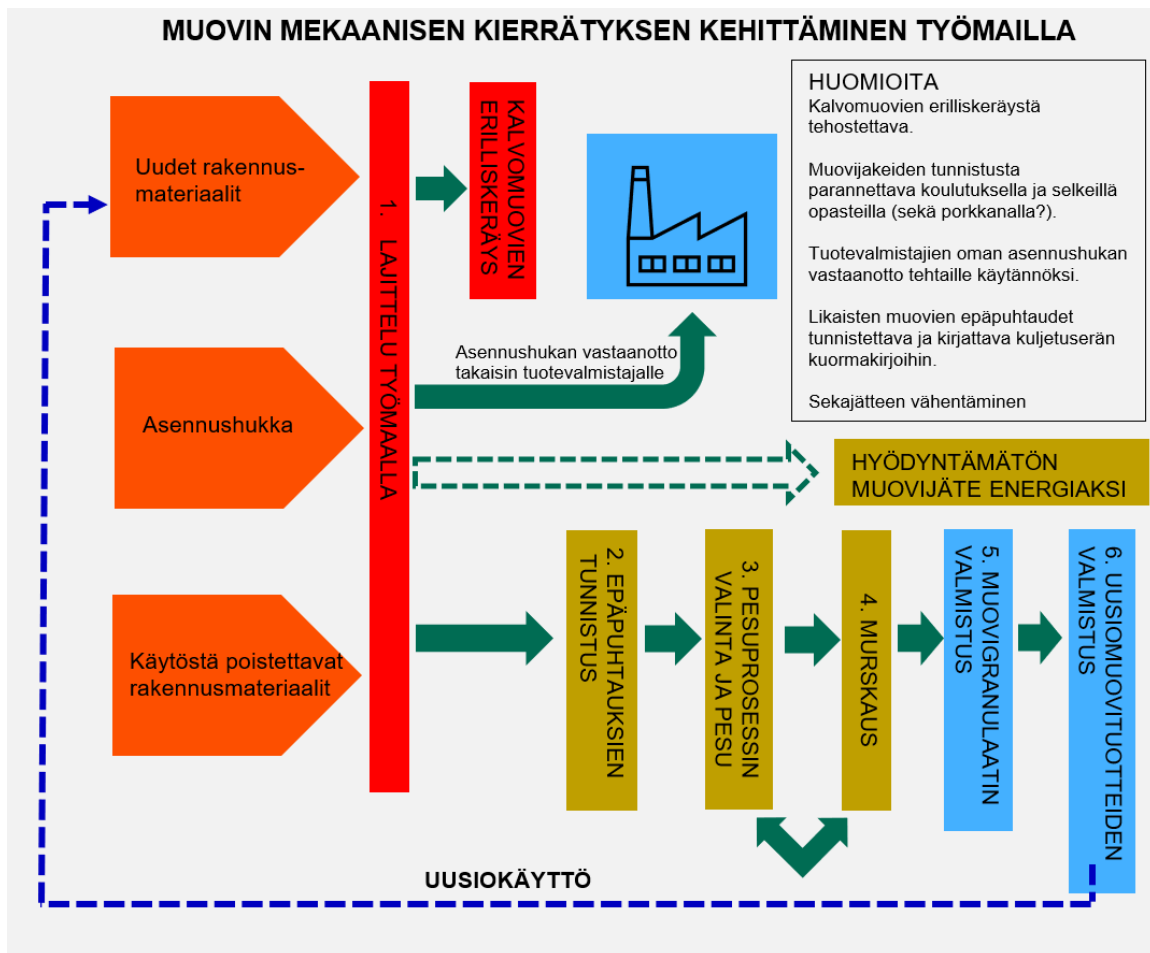 MUOVIN MEKAANISEN KIERRÄTYKSEN KEHITTÄMINEN TYÖMAILLA
Uudet rakennus-
materiaalit
Asennushukka
Käytöstä poistettavat
rakennusmateriaalit
1. LAJITTELU TYÖMAALLA
KALVOMUOVIEN
ERILLISKERÄYS
Asennushukan vastaanotto
takaisin tuotevalmistajalle
HUOMIOITA
Kalvomuovien erilliskeräystä
tehostettava.
Muovijakeiden tunnistusta
parannettava koulutuksella ja selkeillä
opasteilla (sekä porkkanalla?).
Tuotevalmistajien oman asennushukan
vastaanotto tehtaille käytännöksi.
Likaisten muovien epäpuhtaudet
tunnistettava ja kirjattava kuljetuserän
kuormakirjoihin.
Sekajätteen vähentäminen
HYÖDYNTÄMÄTÖN
MUOVIJÄTE ENERGIAKSI
2. EPÄPUHTAUKSIEN
TUNNISTUS
3. PESUPROSESSIN
VALINTA JA PESU
4. MURSKAUS
5. MUOVIGRANULAATIN
VALMISTUS
6. UUSIOMUOVITUOTTEIDEN
VALMISTUS
UUSIOKÄYTTÖ